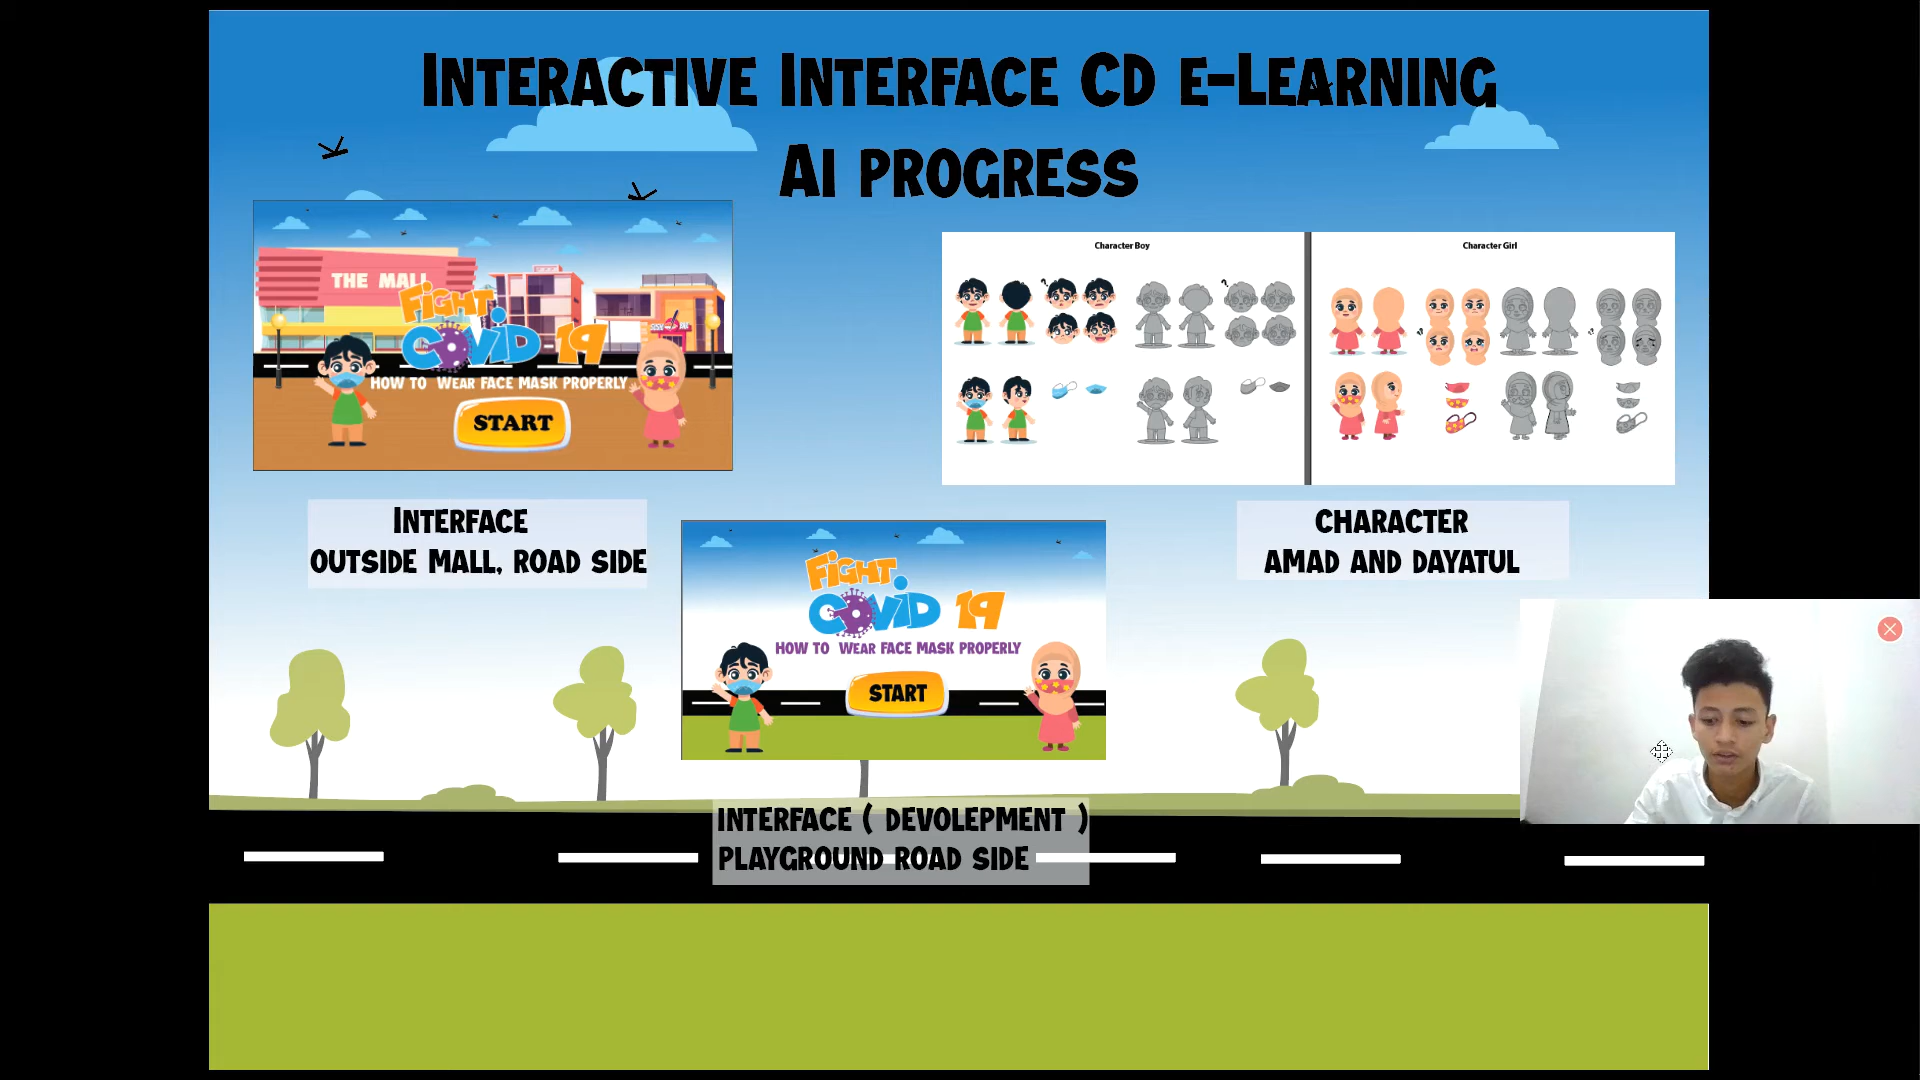 INTERACTIVE INTERFACE CD E-LEARNING
AI PROGRESS
THE MALL
FIGHT
COVID 19
HOW TO WEAR FACE MASK PROPERLY
START
Character Boy
Character Girl
INTERFACE
OUTSIDE MALL, ROAD SIDE
CHARACTER
AMAD AND DAYATUL
FIGHT
COVID 19
HOW TO WEAR FACE MASK PROPERLY
START
INTERFACE ( DEVOLEPMENT )
PLAYGROUND ROAD SIDE